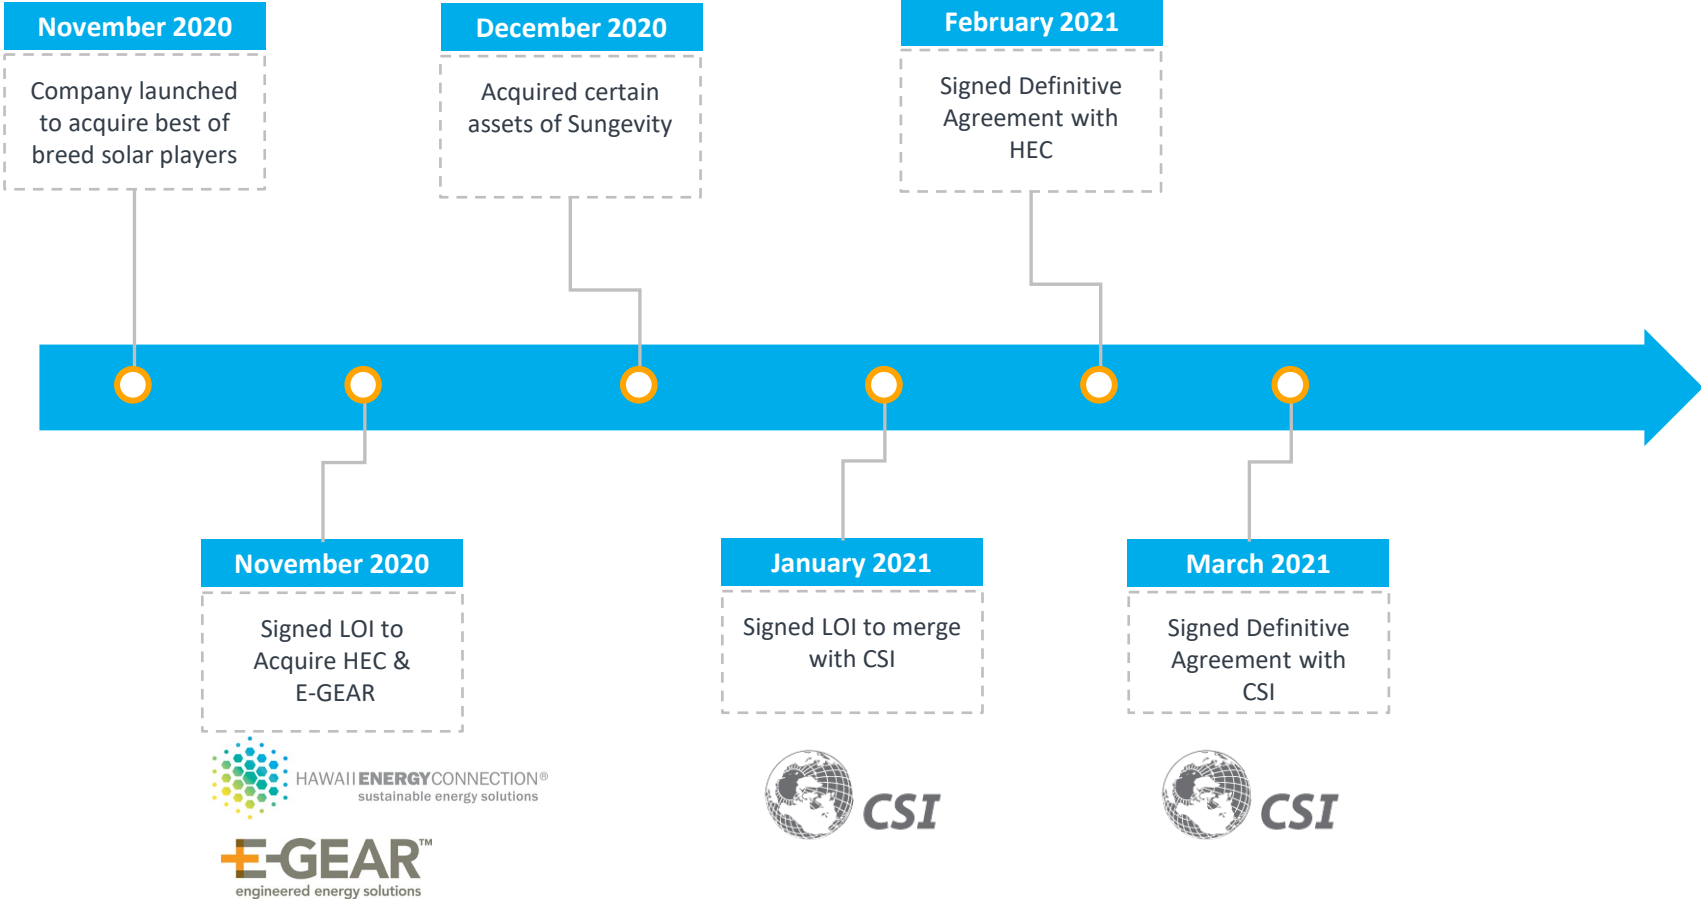 November 2020
Company launched
to acquire best of
breed solar players
December 2020
Acquired certain
assets of Sungevity
February 2021
Signed Definitive
Agreement with
HEC
November 2020
Signed LOI to
Acquire HEC &
E-GEAR
HAWAII ENERGYCONNECTION®
sustainable energy solutions
E-GEAR™
engineered energy solutions
January 2021
Signed LOI to merge
with CSI
CSI
March 2021
Signed Definitive
Agreement with
CSI
CSI